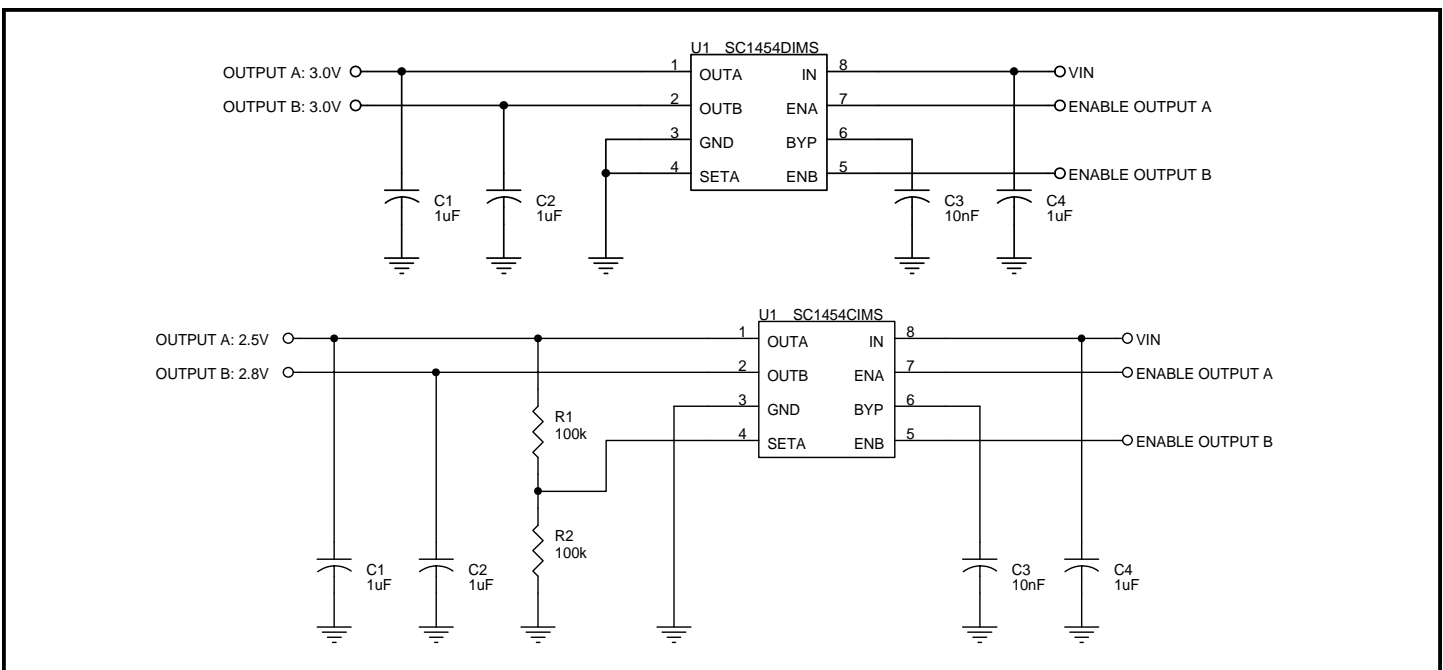 U1 SC1454DIMS
OUTPUT A: 3.0V
1
OUTA
IN
8
VIN
OUTPUT B: 3.0V
2
OUTB
ENA
7
ENABLE OUTPUT A
3
GND
BYP
6
4
SETA
ENB
5
ENABLE OUTPUT B
C1
1uF
C2
1uF
C3
10nF
C4
1uF
U1 SC1454CIMS
OUTPUT A: 2.5V
1
OUTA
IN
8
VIN
OUTPUT B: 2.8V
2
OUTB
ENA
7
ENABLE OUTPUT A
3
GND
BYP
6
R1
100k
4
SETA
ENB
5
ENABLE OUTPUT B
R2
100k
C1
1uF
C2
1uF
C3
10nF
C4
1uF